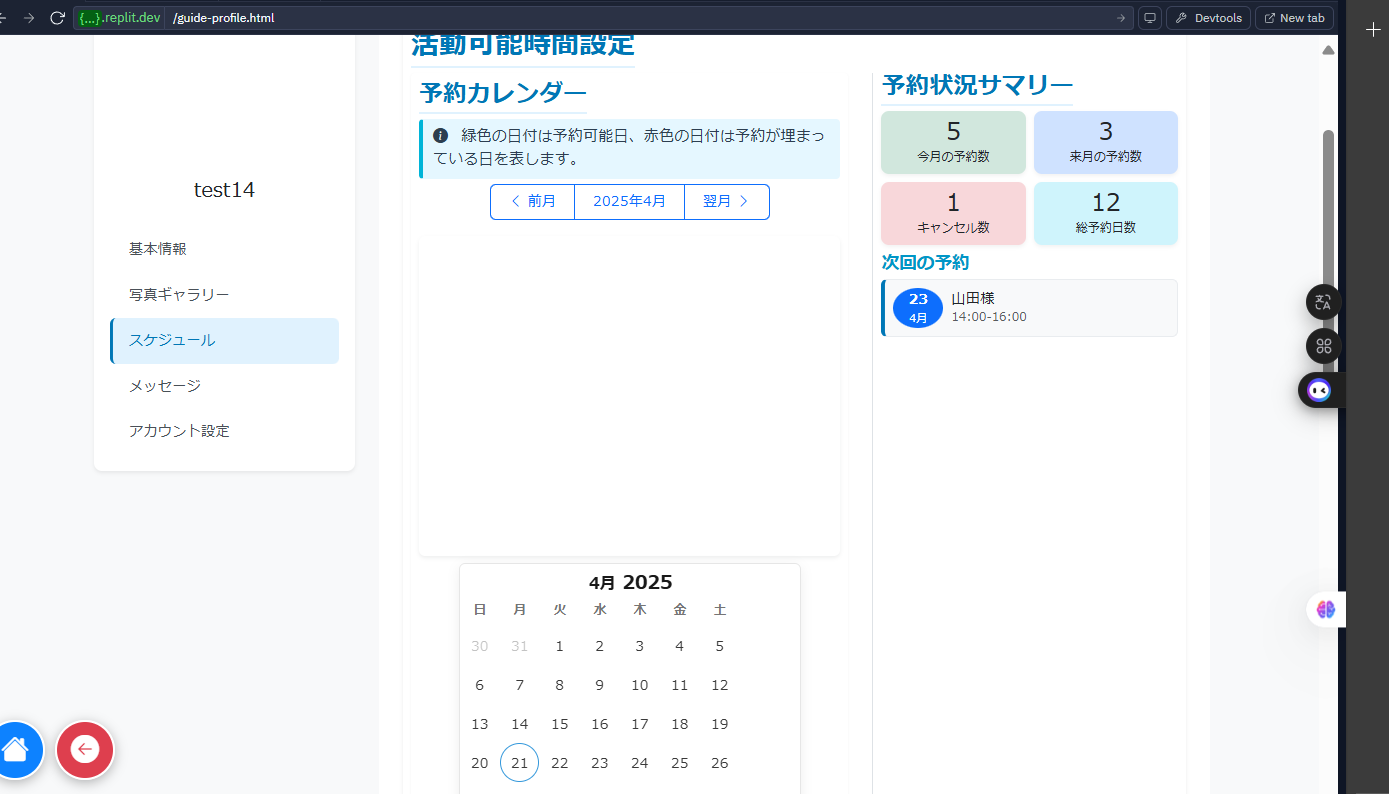 {...}.replit.dev /guide-profile.html
Devtools
New tab
test14
基本情報
写真ギャラリー
スケジュール
メッセージ
アカウント設定
活動可能時間設定
予約カレンダー
緑色の日付は予約可能日、赤色の日付は予約が埋まっ
ている日を表します。
前月 2025年4月 翌月
4月 2025
日 月 火 水 木 金 土
30 31 1 2 3 4 5
6 7 8 9 10 11 12
13 14 15 16 17 18 19
20 21 22 23 24 25 26
予約状況サマリー
5
今月の予約数
3
来月の予約数
1
キャンセル数
12
総予約日数
次回の予約
23
4月
山田様
14:00-16:00